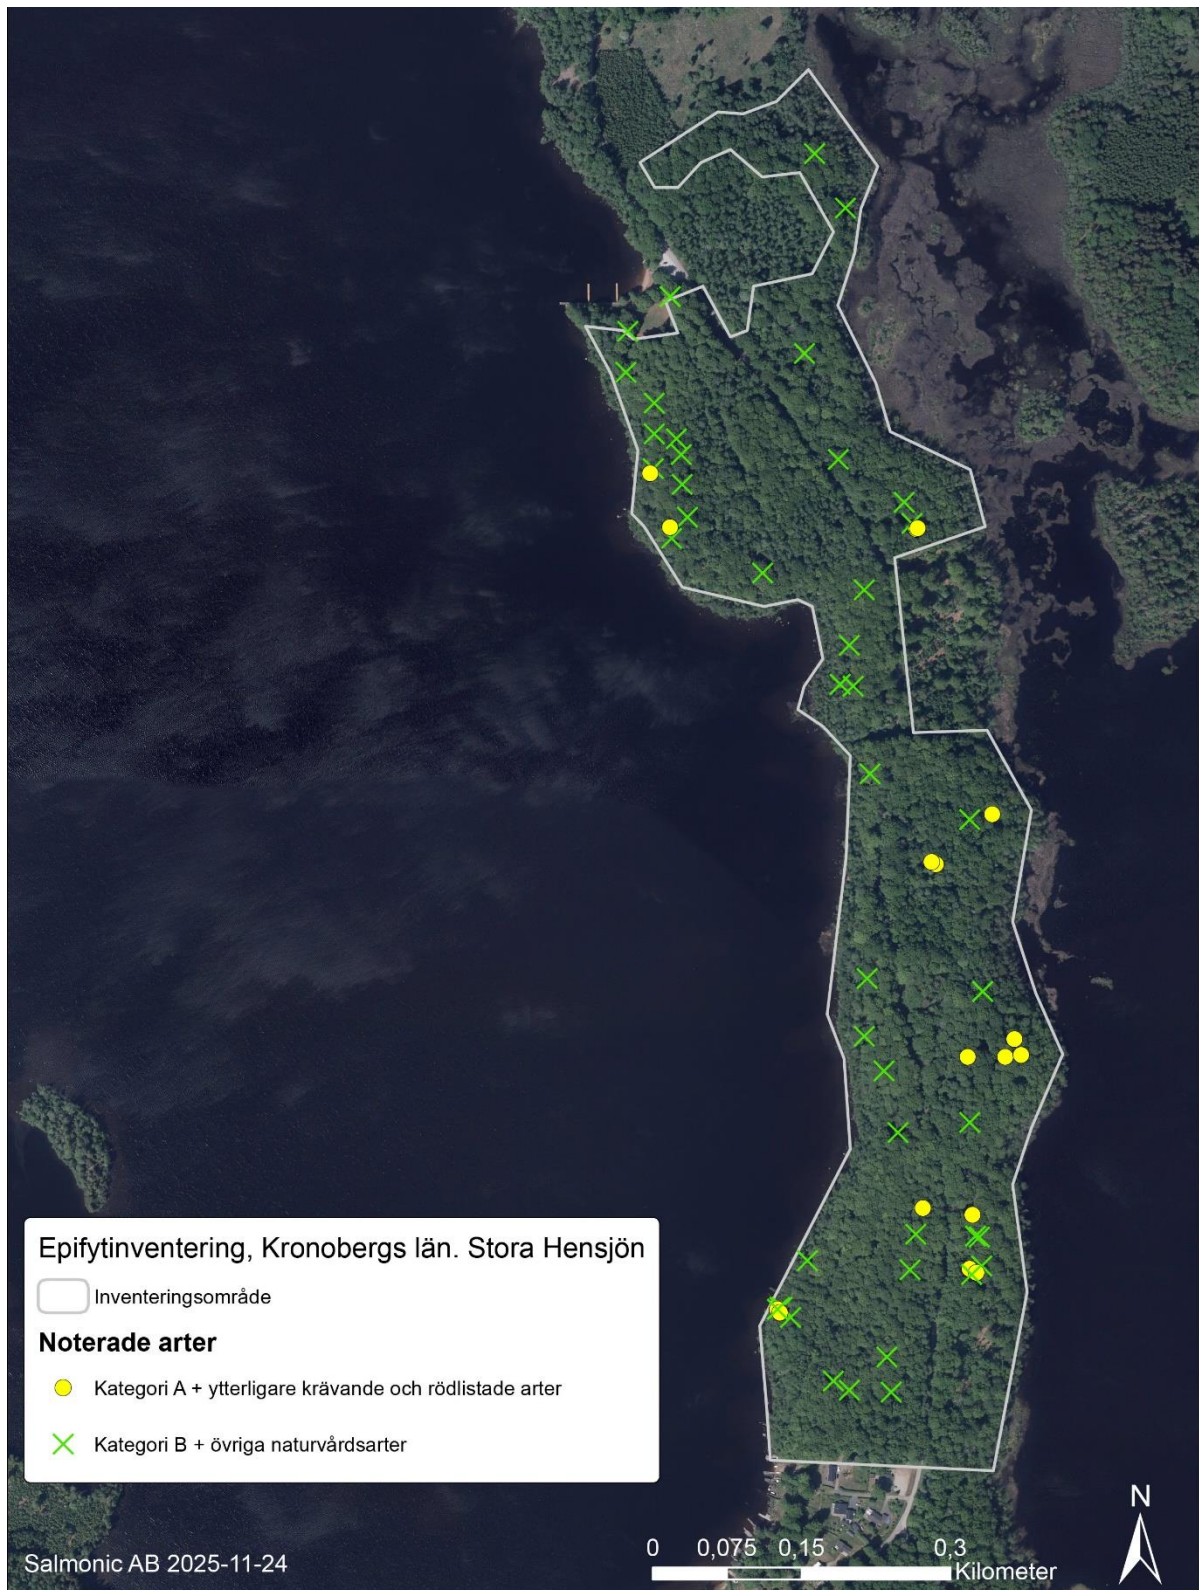 Epifytinventering, Kronobergs län. Stora Hensjön
Inventeringsområde
Noterade arter
Kategori A + ytterligare krävande och rödlistade arter
Kategori B + övriga naturvårdsarter
Salmonic AB 2025-11-24
0 0,075 0,15 0,3
Kilometer
N